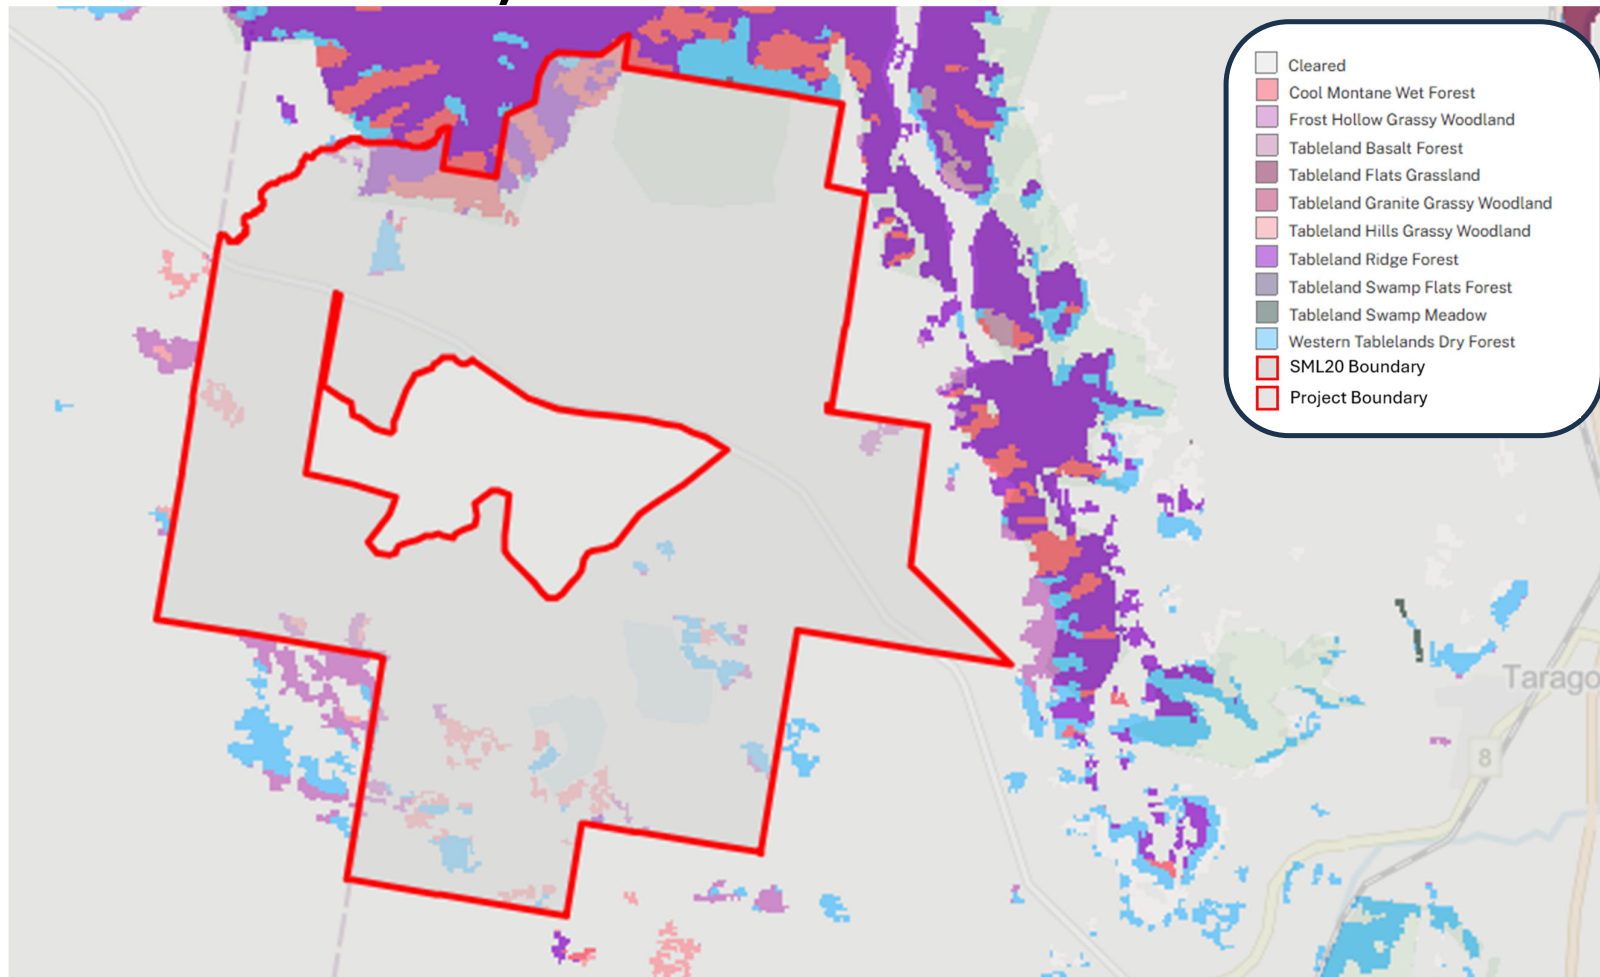 Cleared
Cool Montane Wet Forest
Frost Hollow Grassy Woodland
Tableland Basalt Forest
Tableland Flats Grassland
Tableland Granite Grassy Woodland
Tableland Hills Grassy Woodland
Tableland Ridge Forest
Tableland Swamp Flats Forest
Tableland Swamp Meadow
Western Tablelands Dry Forest
SML20 Boundary
Project Boundary
Tarago
8